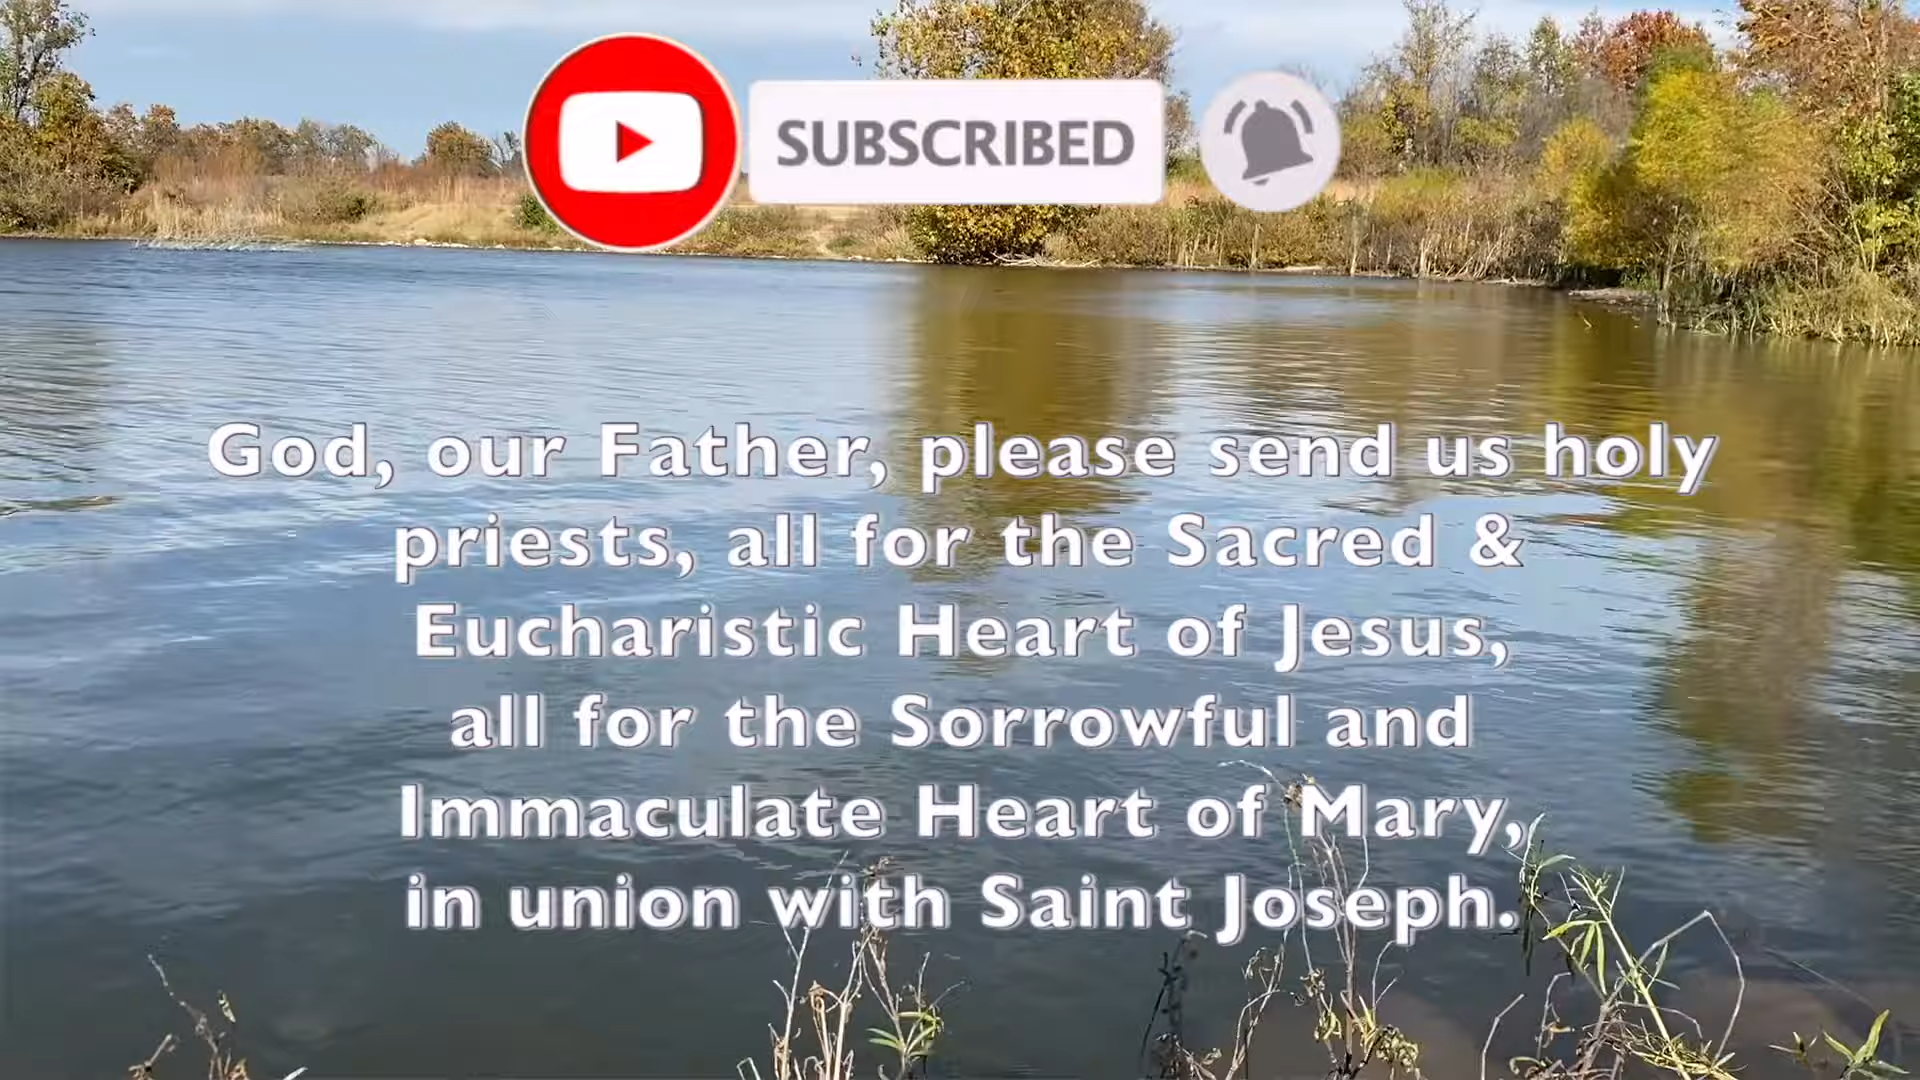 SUBSCRIBED
God, our Father, please send us holy
priests, all for the Sacred &
Eucharistic Heart of Jesus,
all for the Sorrowful and
Immaculate Heart of Mary,
in union with Saint Joseph.